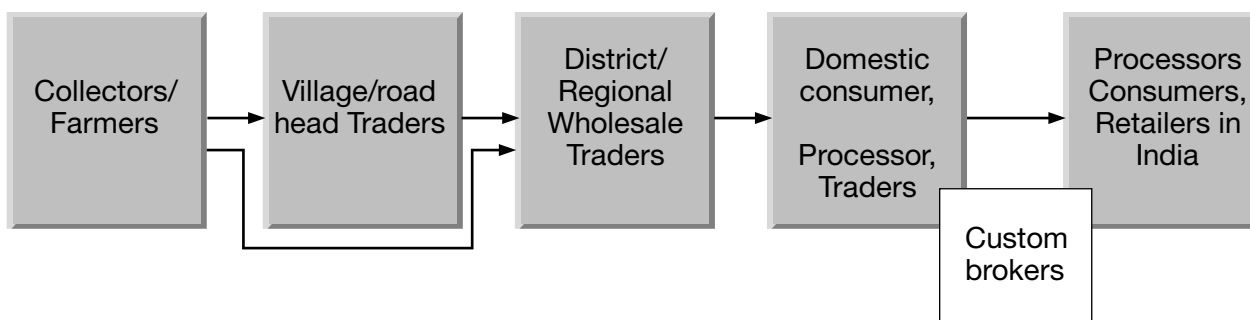 Collectors/
Farmers
Village/road
head Traders
District/
Regional
Wholesale
Traders
Domestic
consumer,
Processor,
Traders
Processors
Consumers,
Retailers in
India
Custom
brokers